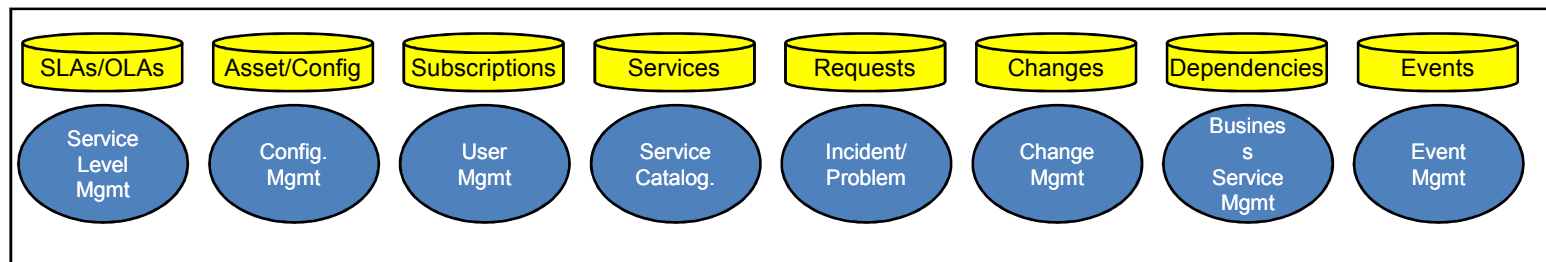 SLAs/OLAs Asset/Config Subscriptions Services Requests Changes Dependencies Events
Service
Level
Mgmt
Config.
Mgmt
User
Mgmt
Service
Catalog.
Incident/
Problem
Change
Mgmt
Busines
s
Service
Mgmt
Event
Mgmt